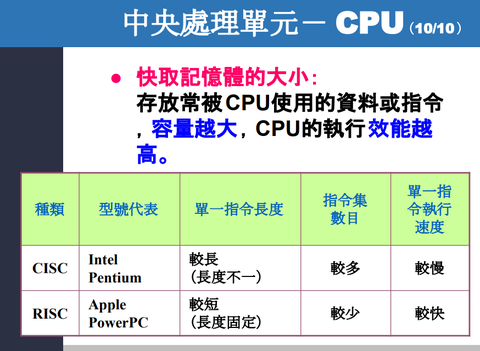 中央處理單元－ CPU（10/10）
● 快取記憶體的大小：
存放常被CPU使用的資料或指令
，容量越大，CPU的執行效能越
高。
種類 型號代表 單一指令長度 指令集數目 單一指令執行速度
CISC Intel Pentium 較長（長度不一） 較多 較慢
RISC Apple PowerPC 較短（長度固定） 較少 較快